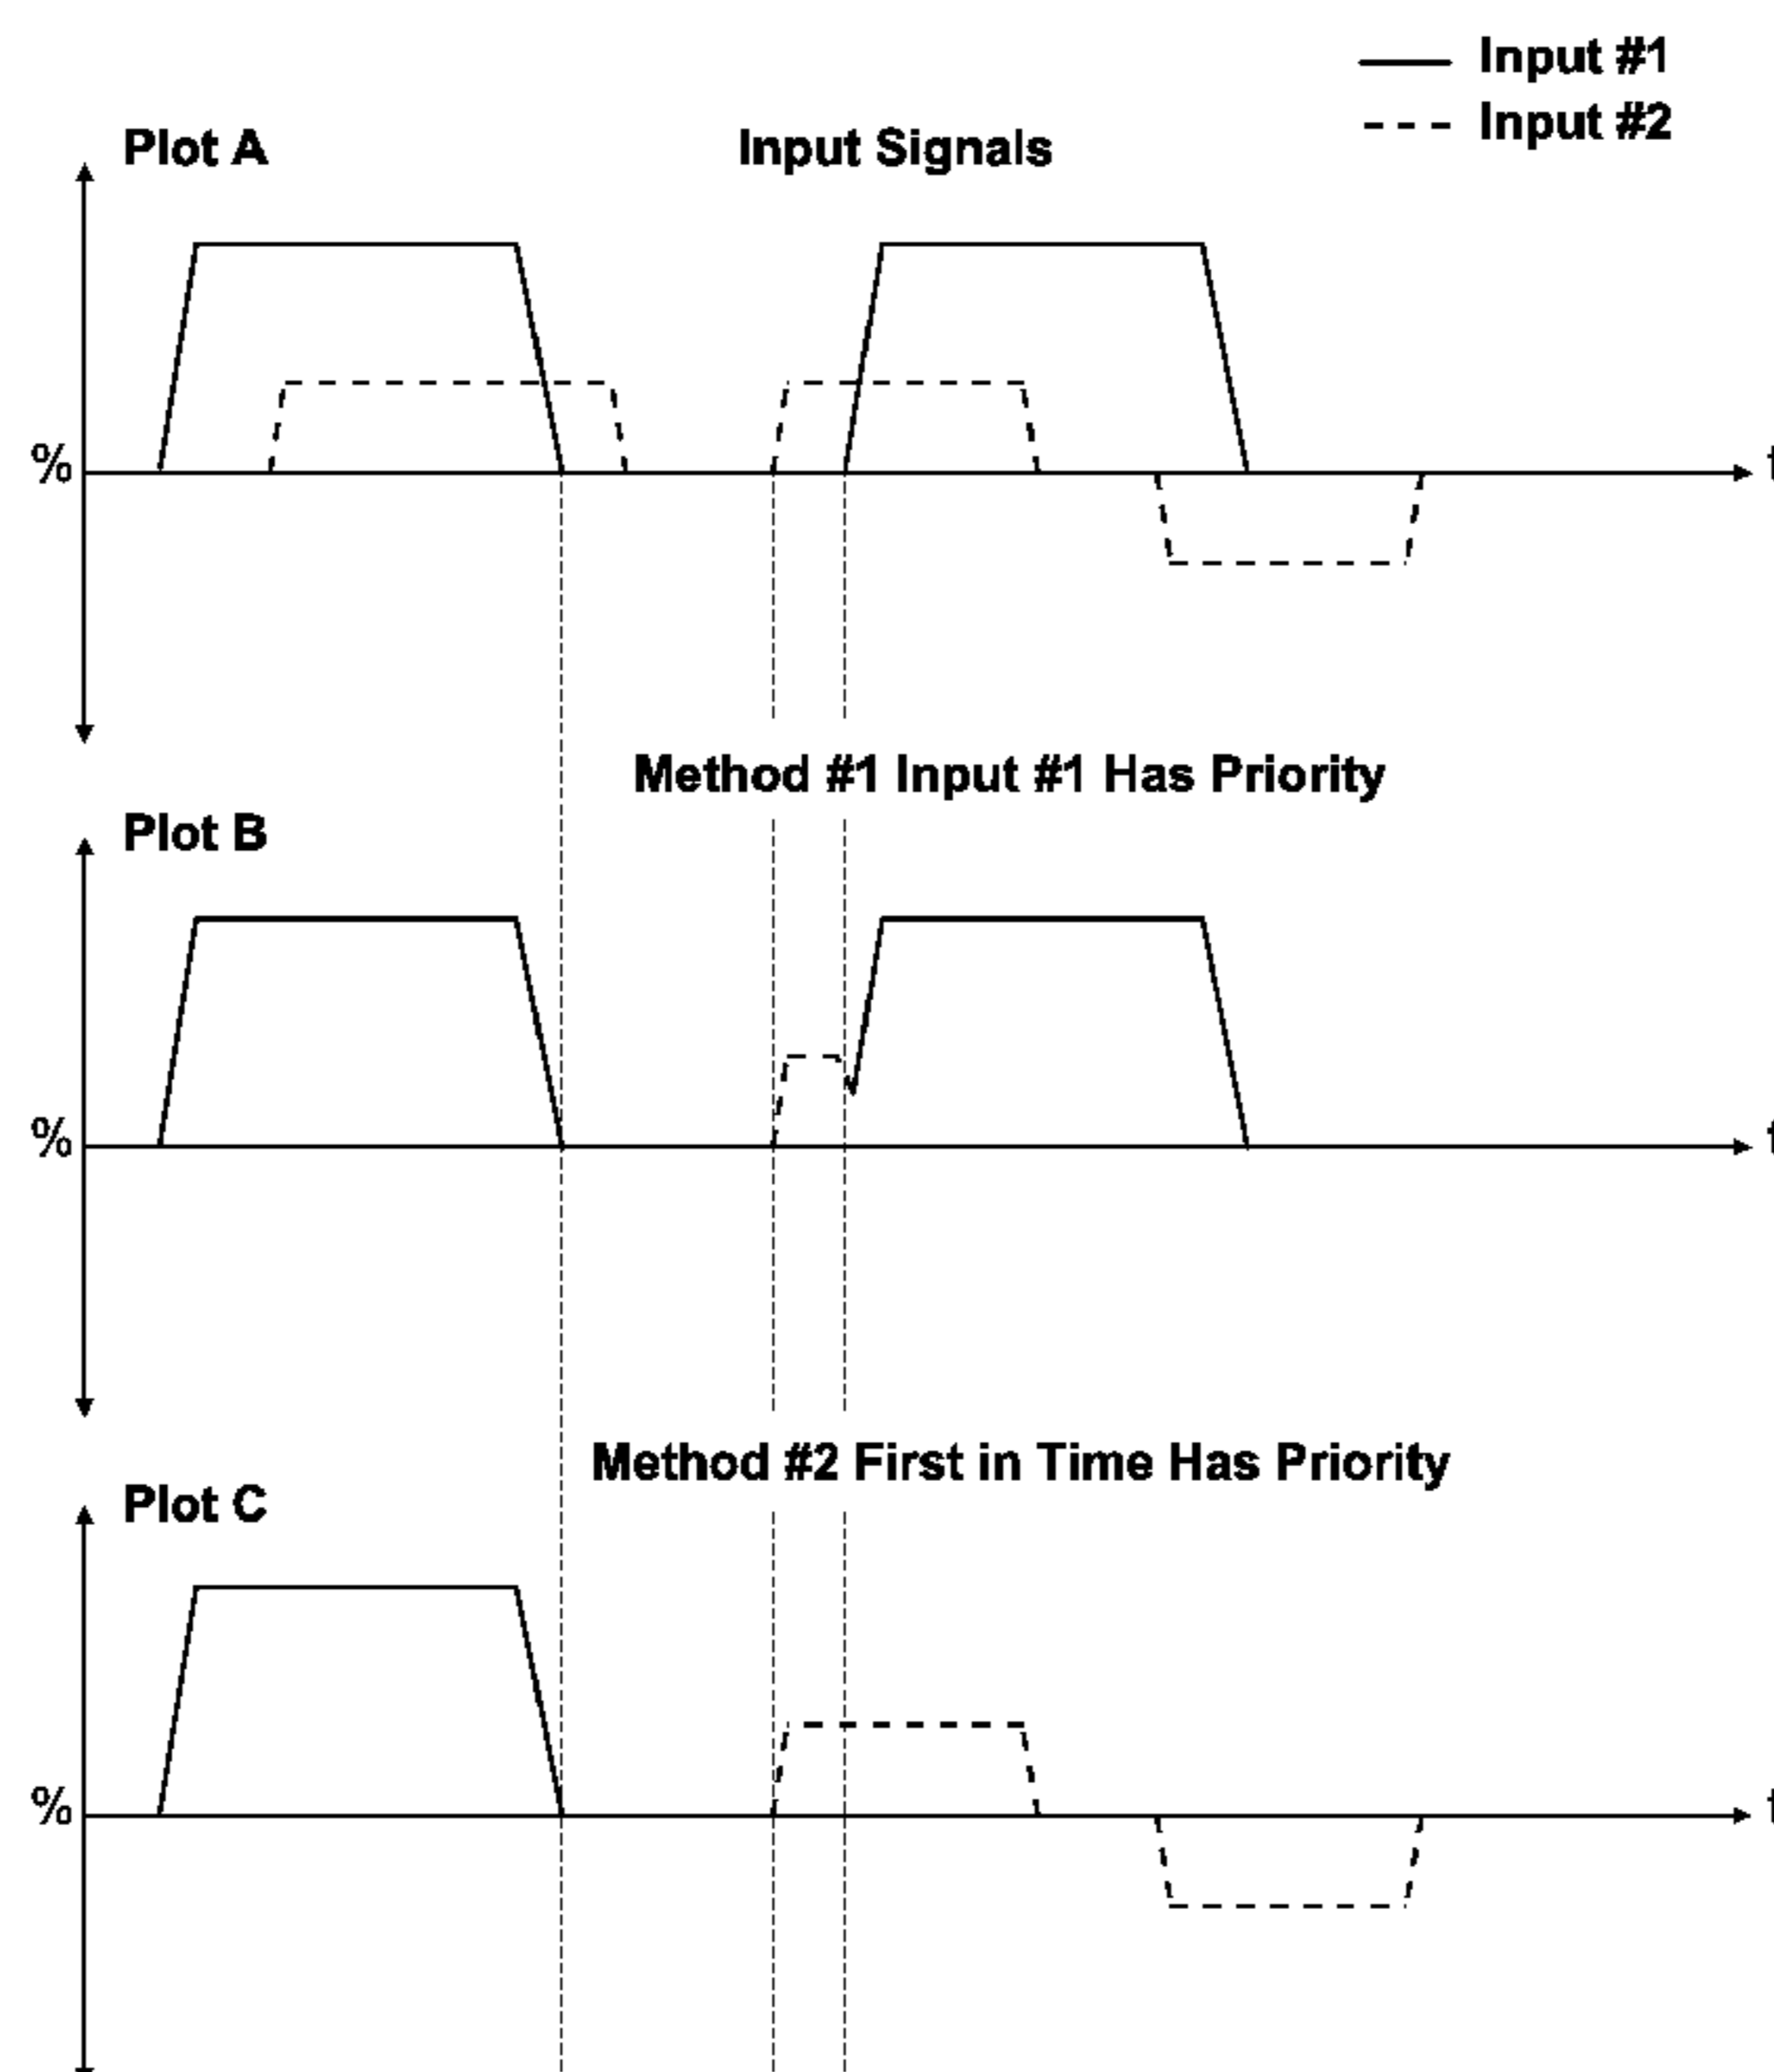 Input #1
Input #2
Plot A
Input Signals
%
t
Method #1 Input #1 Has Priority
Plot B
%
t
Method #2 First in Time Has Priority
Plot C
%
t